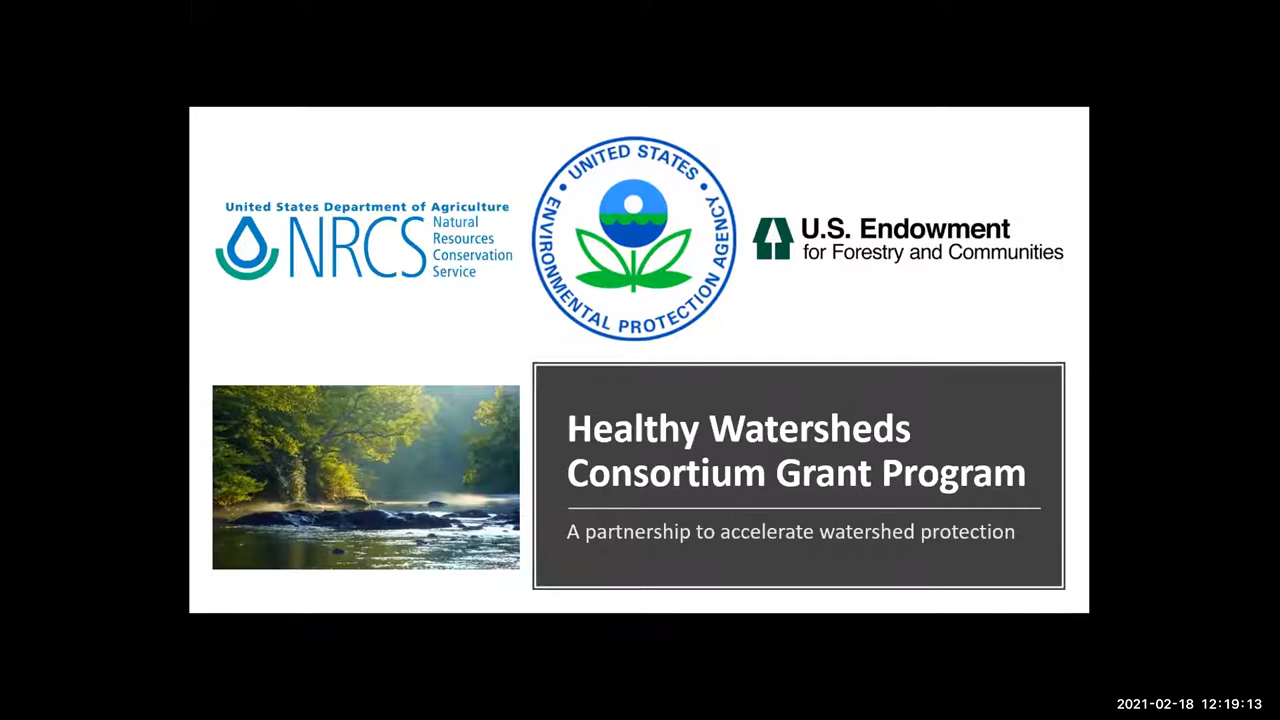 United States Department of Agriculture
NRCS
Natural
Resources
Conservation
Service
UNITED STATES
ENVIRONMENTAL PROTECTION AGENCY
U.S. Endowment
for Forestry and Communities
Healthy Watersheds
Consortium Grant Program
A partnership to accelerate watershed protection
2021-02-18 12:19:13